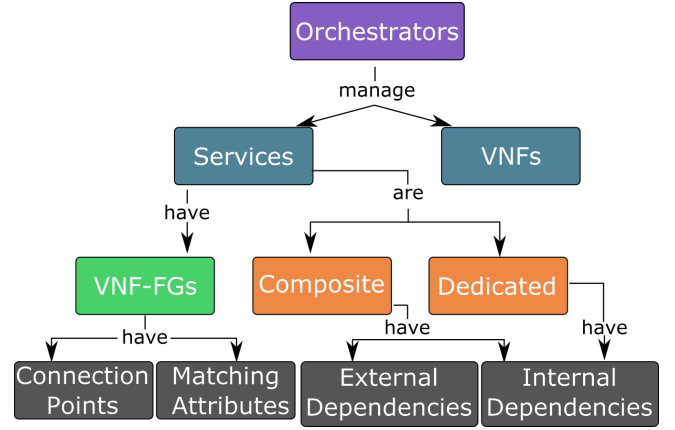 Orchestrators
manage
Services
VNFs
are
have
VNF-FGs
Composite
Dedicated
have
have
have
Connection
Points
Matching
Attributes
External
Dependencies
Internal
Dependencies